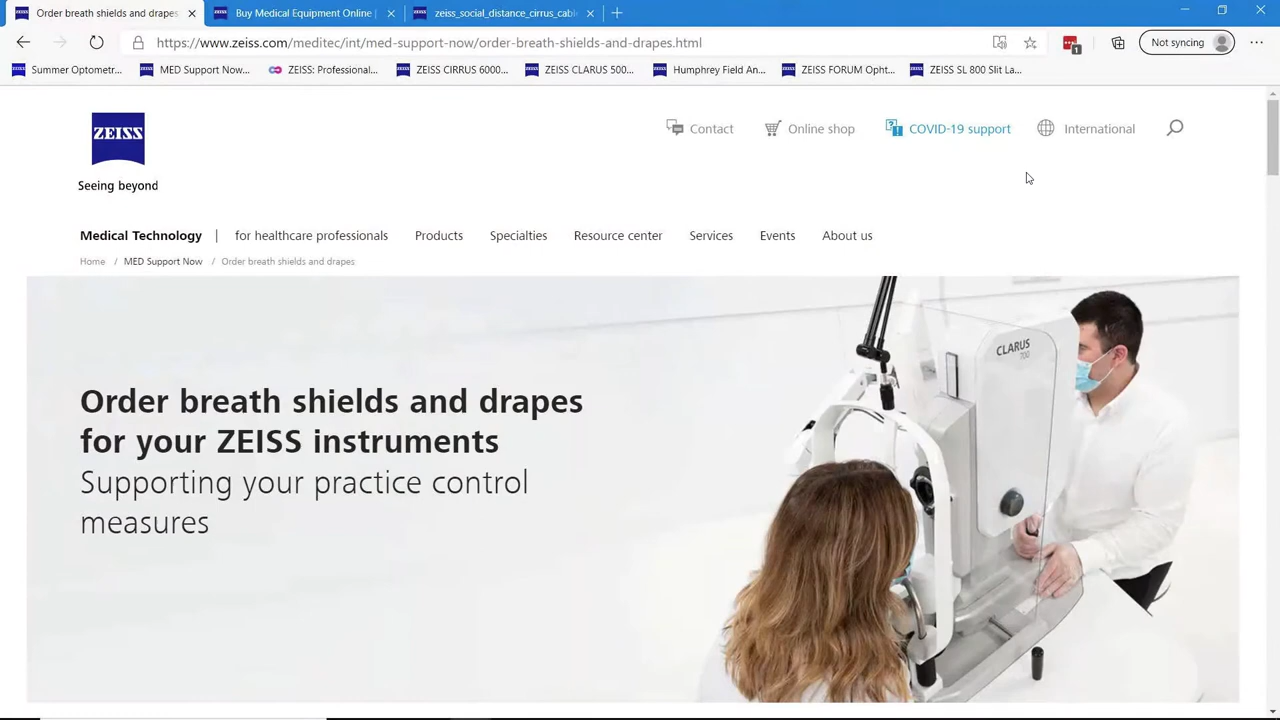 Order breath shields and drapes
Buy Medical Equipment Online |
zeiss_social_distance_cirrus_cabl
https://www.zeiss.com/meditec/int/med-support-now/order-breath-shields-and-drapes.html
1
Not syncing
Summer Optometr...
MED Support Now...
ZEISS: Professional...
ZEISS CIRRUS 6000...
ZEISS CLARUS 500...
Humphrey Field An...
ZEISS FORUM Opht...
ZEISS SL 800 Slit La...
ZEISS
Seeing beyond
Contact
Online shop
COVID-19 support
International
Medical Technology | for healthcare professionals Products Specialties Resource center Services Events About us
Home / MED Support Now / Order breath shields and drapes
Order breath shields and drapes
for your ZEISS instruments
Supporting your practice control
measures
CLARUS
700